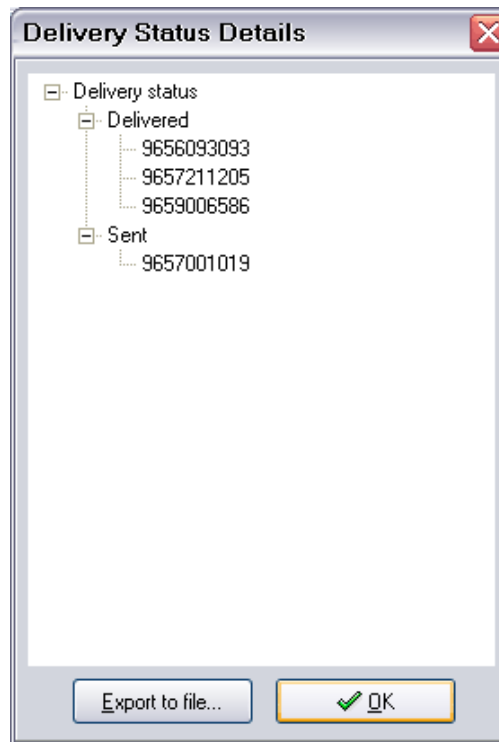 Delivery Status Details
Delivery status
Delivered
9656093093
9657211205
9659006586
Sent
9657001019
Export to file...
OK